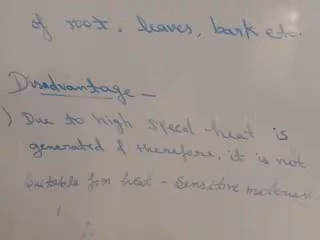 of root, leaves, bark etc.
Disadvantage -
) Due to high speed heat is
generated & therefore, it is not
suitable for heat - sensitive material